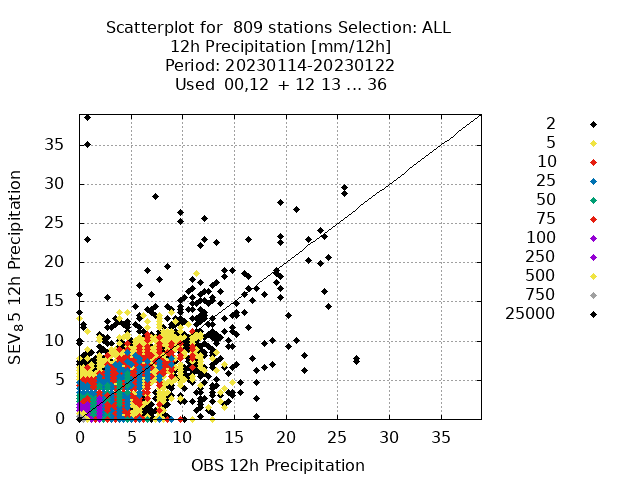 Scatterplot for 809 stations Selection: ALL
12h Precipitation [mm/12h]
Period: 20230114-20230122
Used 00,12 + 12 13 ... 36
2
5
10
25
50
75
100
250
500
750
25000
SEV₈5 12h Precipitation
35
30
25
20
15
10
5
0
0 5 10 15 20 25 30 35
OBS 12h Precipitation